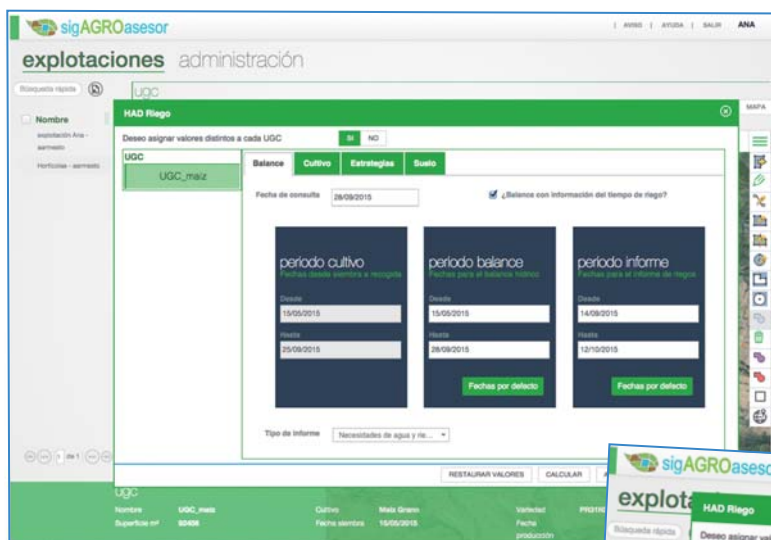 sigAGROasesor
| AVISO | AYUDA | SALIR ANA
explotaciones administración
Búsqueda rápida
ugc
MAPA
Nombre
explotación Ana -
aarmesto
Hortícolas - aarmesto
HAD Riego
Deseo asignar valores distintos a cada UGC SI NO
UGC
UGC_maiz
Balance Cultivo Estrategias Suelo
Fecha de consulta 28/09/2015 ¿Balance con información del tiempo de riego?
periodo cultivo
Fechas desde siembra a recogida
Desde
15/05/2015
Hasta
25/09/2015
periodo balance
Fechas para el balance hídrico
Desde
15/05/2015
Hasta
28/09/2015
Fechas por defecto
periodo informe
Fechas para el informe de riegos
Desde
14/09/2015
Hasta
12/10/2015
Fechas por defecto
Tipo de informe Necesidades de agua y rie...
1 de 1
RESTAURAR VALORES CALCULAR A
ugc
Nombre UGC_maiz Cultivo Maíz Grano Variedad
Superficie m² Fecha siembra 15/05/2015 Fecha
producción
sigAGROasesor
explota
HAD Riego
Búsqueda rápida
Deseo asignar val